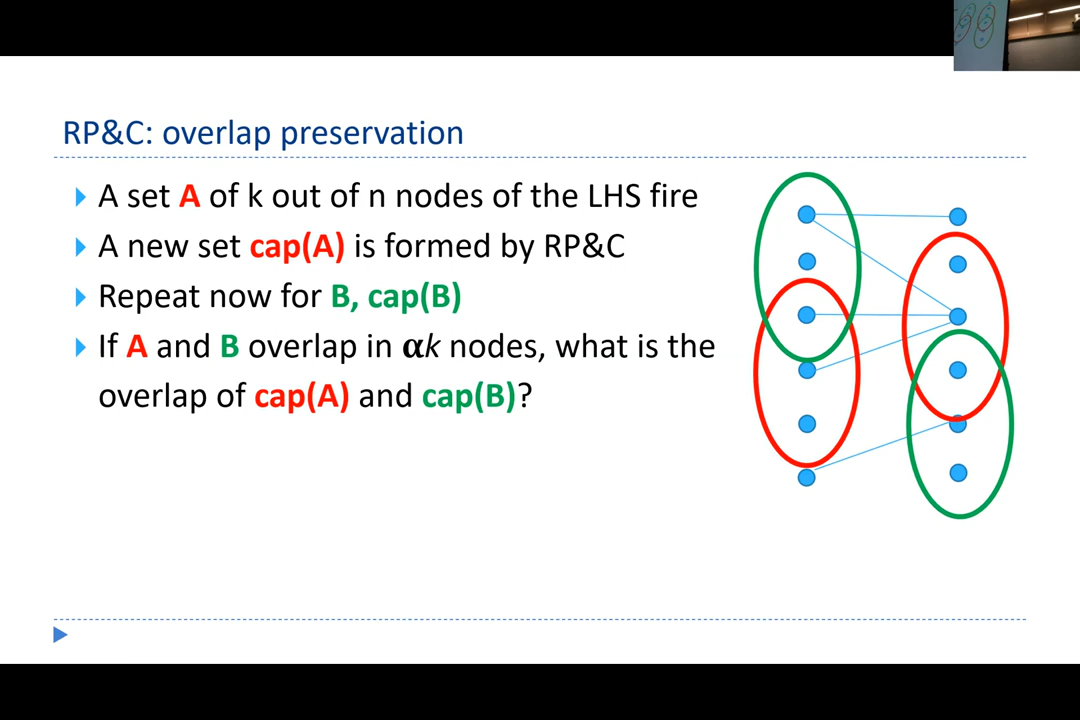 RP&C: overlap preservation
A set A of k out of n nodes of the LHS fire
A new set cap(A) is formed by RP&C
Repeat now for B, cap(B)
If A and B overlap in αk nodes, what is the
overlap of cap(A) and cap(B)?